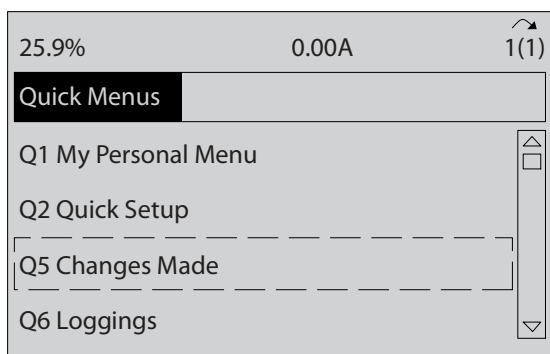 25.9% 0.00A 1(1)
Quick Menus
Q1 My Personal Menu
Q2 Quick Setup
Q5 Changes Made
Q6 Loggings